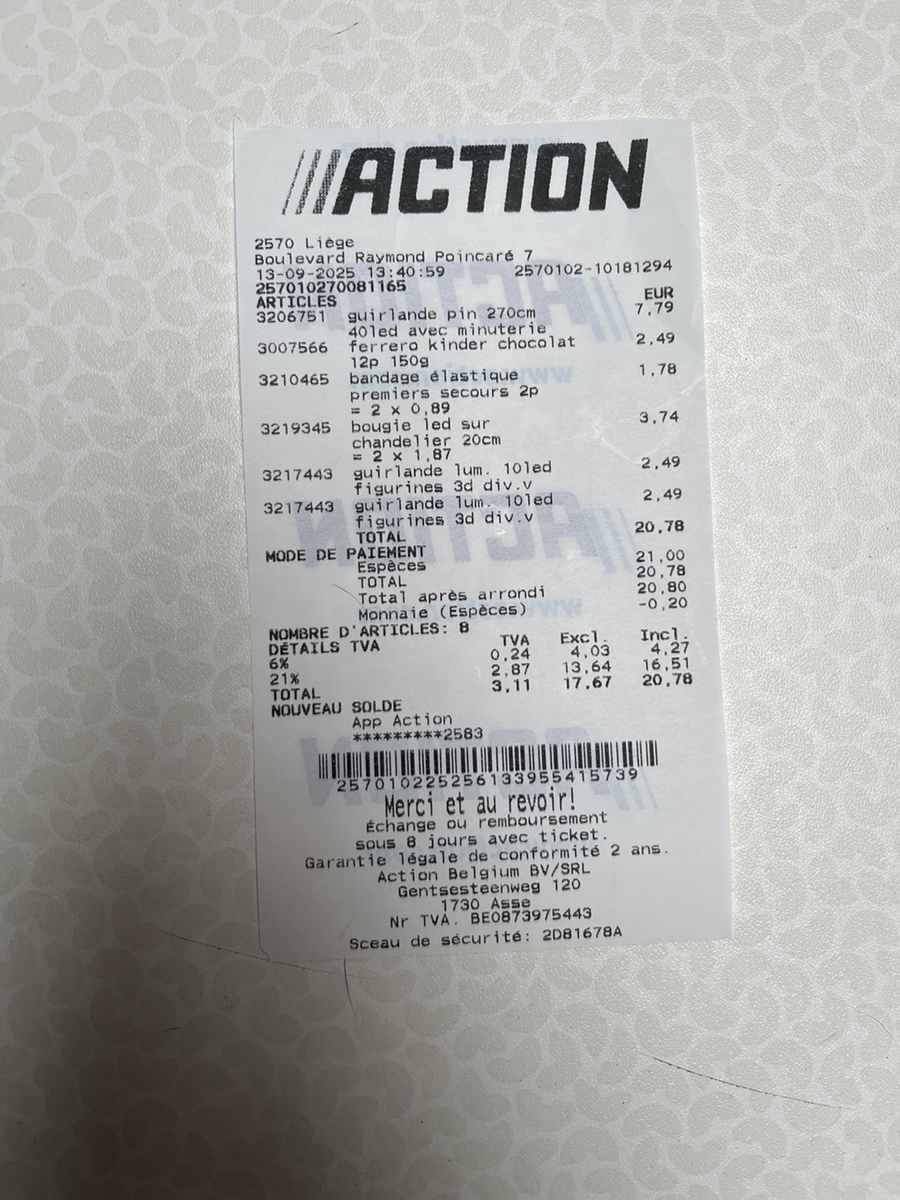 ACTION
2570 Liège
Boulevard Raymond Poincaré 7
13-09-2025 13:40:59 2570102-10181294
257010270081165
ARTICLES EUR
3206751 guirlande pin 270cm 7,79
40led avec minuterie
3007566 ferrero kinder chocolat 2,49
12p 150g
3210465 bandage élastique 1,78
premiers secours 2p
= 2 x 0,89
3219345 bougie led sur 3,74
chandelier 20cm
= 2 x 1,87
3217443 guirlande lum. 10led 2,49
figurines 3d div.v
3217443 guirlande lum. 10led 2,49
figurines 3d div.v
TOTAL 20,78
MODE DE PAIEMENT
Espèces 21,00
TOTAL 20,78
Total après arrondi 20,80
Monnaie (Espèces) -0,20
NOMBRE D'ARTICLES: 8
DÉTAILS TVA TVA Excl. Incl.
6% 0,24 4,03 4,27
21% 2,87 13,64 16,51
TOTAL 3,11 17,67 20,78
NOUVEAU SOLDE
App Action
*********2583
257010225256133955415739
Merci et au revoir!
Échange ou remboursement
sous 8 jours avec ticket.
Garantie légale de conformité 2 ans.
Action Belgium BV/SRL
Gentsesteenweg 120
1730 Asse
Nr TVA. BE0873975443
Sceau de sécurité: 2D81678A